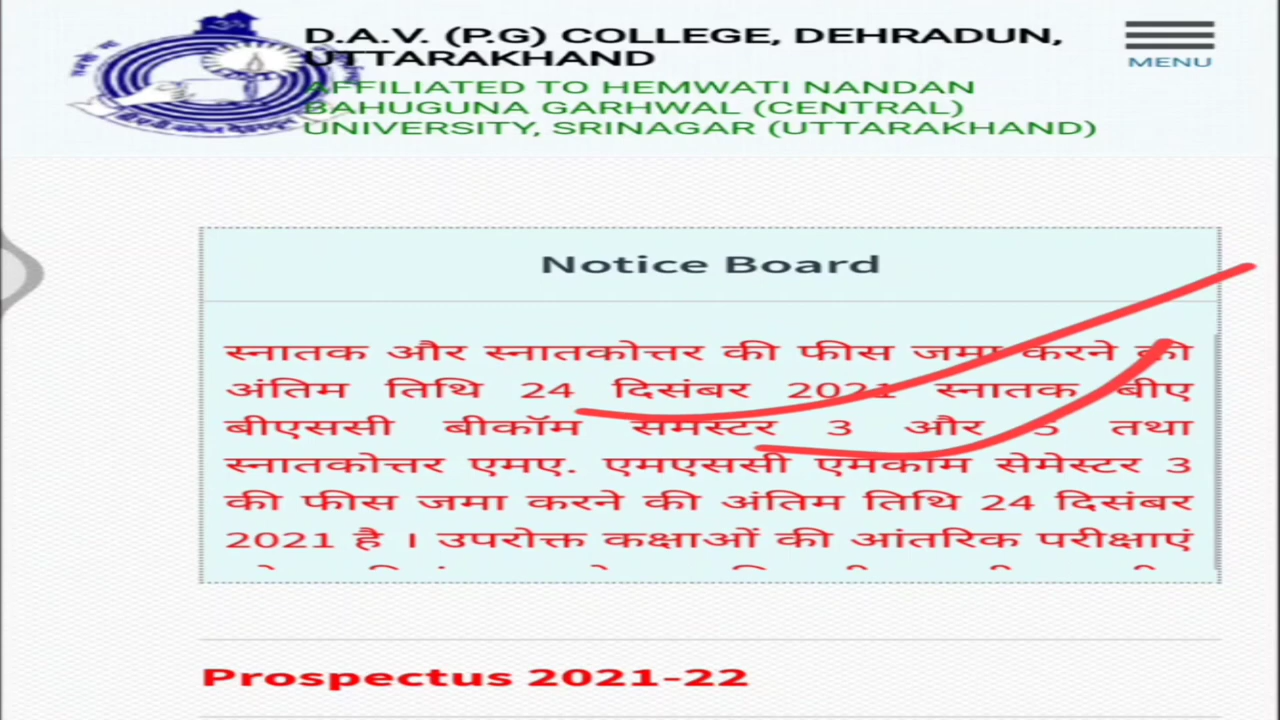 D.A.V. (P.G) COLLEGE, DEHRADUN,
UTTARAKHAND
AFFILIATED TO HEMWATI NANDAN
BAHUGUNA GARHWAL (CENTRAL)
UNIVERSITY, SRINAGAR (UTTARAKHAND)
MENU
Notice Board
स्नातक और स्नातकोत्तर की फीस जमा करने की
अंतिम तिथि 24 दिसंबर 2021 स्नातक बीए
बीएससी बीकॉम समेस्टर 3 और 5 तथा
स्नातकोत्तर एमए. एमएससी एमकॉम सेमेस्टर 3
की फीस जमा करने की अंतिम तिथि 24 दिसंबर
2021 है । उपरोक्त कक्षाओं की आंतरिक परीक्षाएं
Prospectus 2021-22